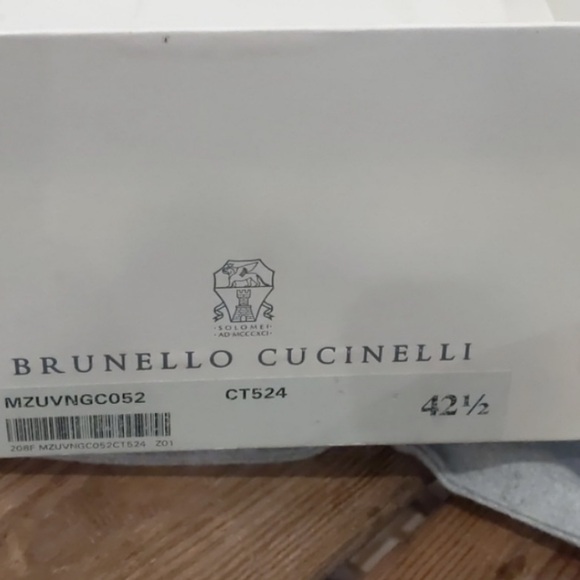 ·SOLOMEI·
·AD·MCCCXCI·
BRUNELLO CUCINELLI
MZUVNGC052 CT524 42½
208F MZUVNGC052CT524 Z01